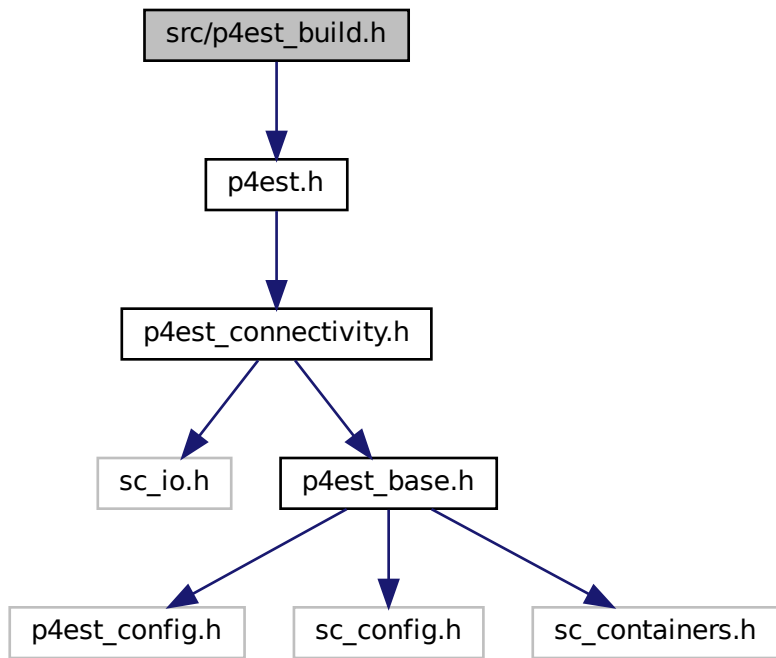 src/p4est_build.h
p4est.h
p4est_connectivity.h
sc_io.h
p4est_base.h
p4est_config.h
sc_config.h
sc_containers.h